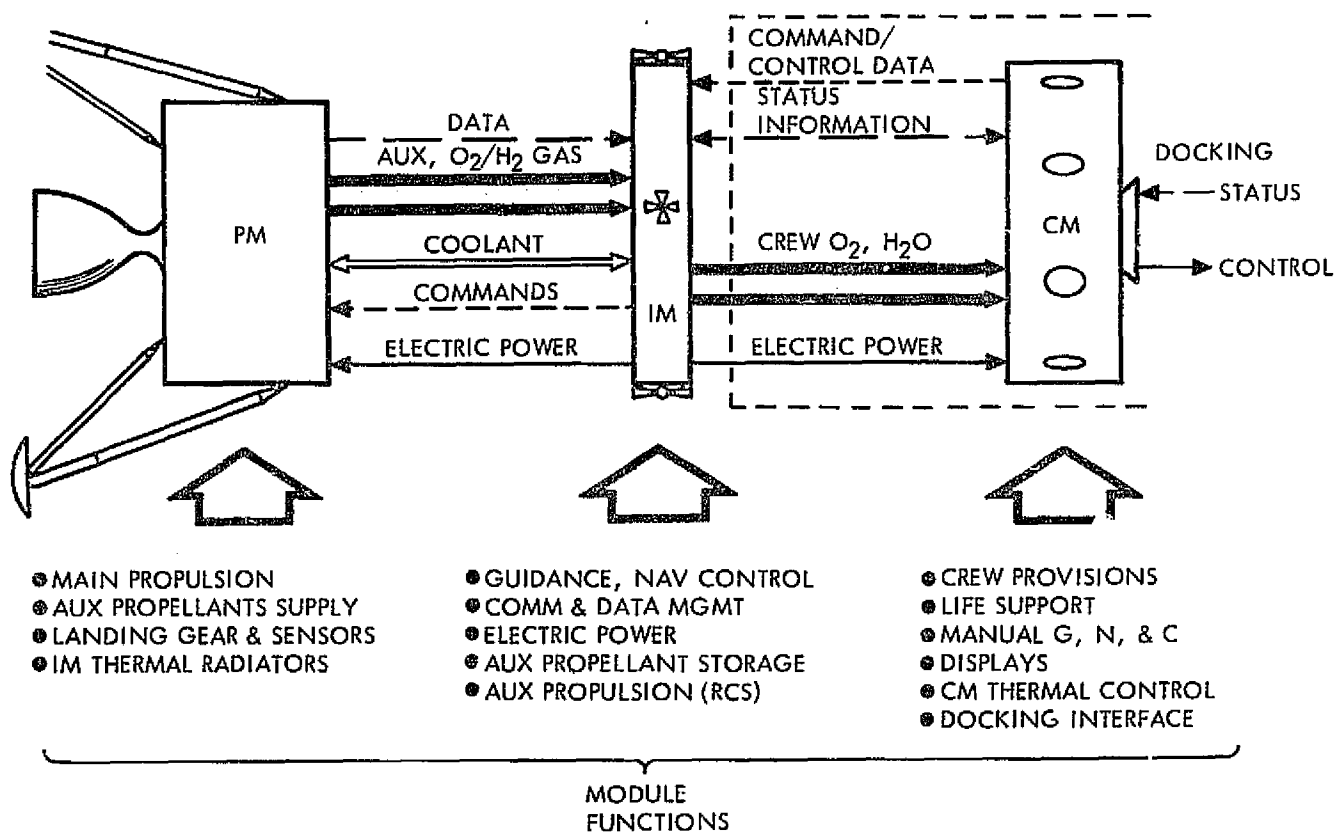 COMMAND/
CONTROL DATA
STATUS
INFORMATION
DATA
AUX, O₂/H₂ GAS
DOCKING
STATUS
PM
CM
COOLANT
CREW O₂, H₂O
CONTROL
COMMANDS
IM
ELECTRIC POWER
ELECTRIC POWER
●MAIN PROPULSION
●AUX PROPELLANTS SUPPLY
●LANDING GEAR & SENSORS
●IM THERMAL RADIATORS
●GUIDANCE, NAV CONTROL
●COMM & DATA MGMT
●ELECTRIC POWER
●AUX PROPELLANT STORAGE
●AUX PROPULSION (RCS)
●CREW PROVISIONS
●LIFE SUPPORT
●MANUAL G, N, & C
●DISPLAYS
●CM THERMAL CONTROL
●DOCKING INTERFACE
MODULE
FUNCTIONS